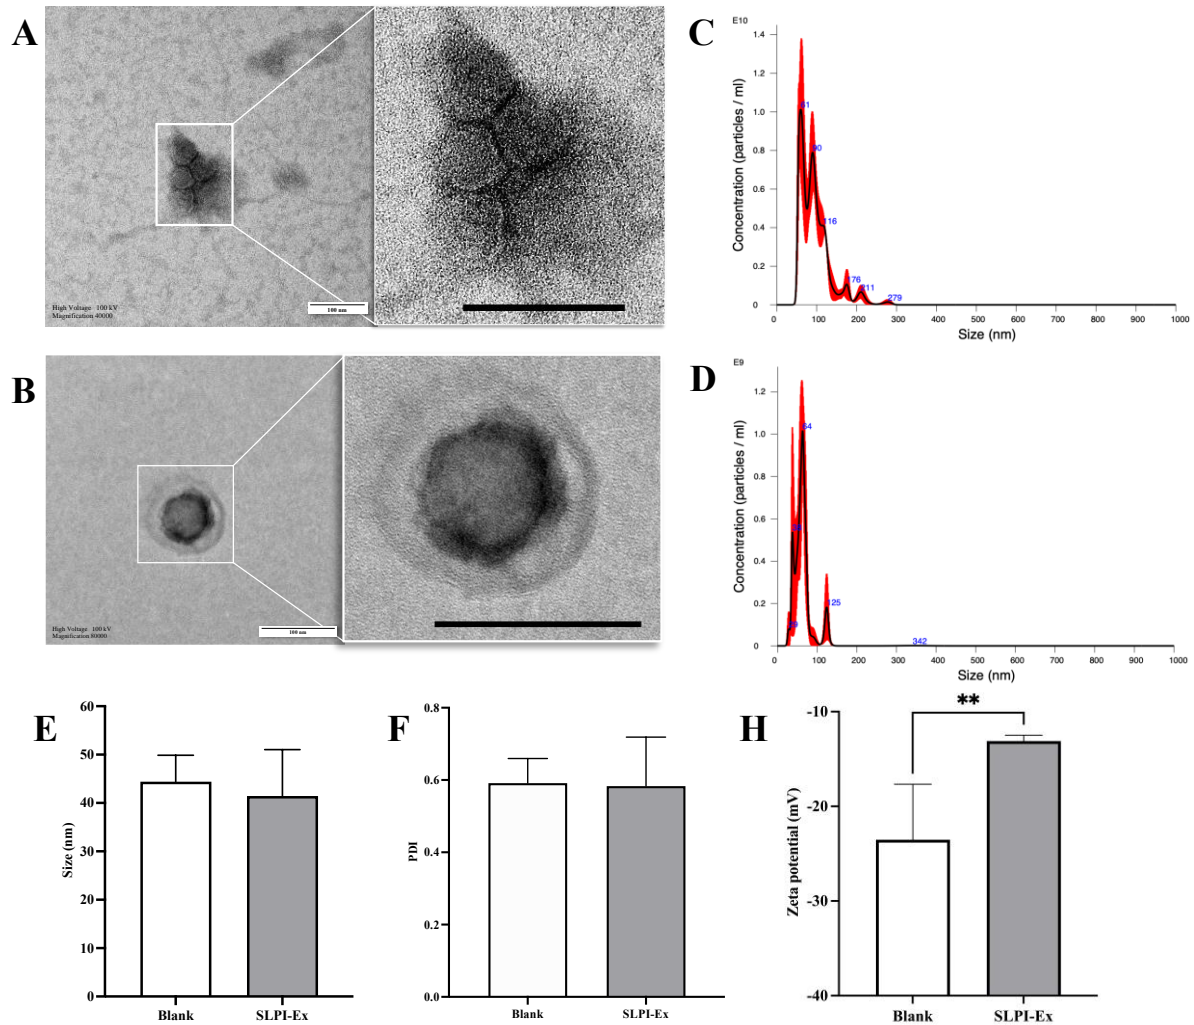 A
High Voltage 100 kV
Magnification 40000
100 nm
B
High Voltage 100 kV
Magnification 80000
100 nm
C
E10
Concentration (particles / ml)
1.4
1.2
1.0
0.8
0.6
0.4
0.2
0
61
90
116
176
211
279
0 100 200 300 400 500 600 700 800 900 1000
Size (nm)
D
E9
Concentration (particles / ml)
1.2
1.0
0.8
0.6
0.4
0.2
0
64
125
342
0 100 200 300 400 500 600 700 800 900 1000
Size (nm)
E
Size (nm)
60
50
40
30
20
10
0
Blank SLPI-Ex
F
PDI
0.8
0.6
0.4
0.2
0.0
Blank SLPI-Ex
H
Zeta potential (mV)
-10
-20
-30
-40
**
Blank SLPI-Ex